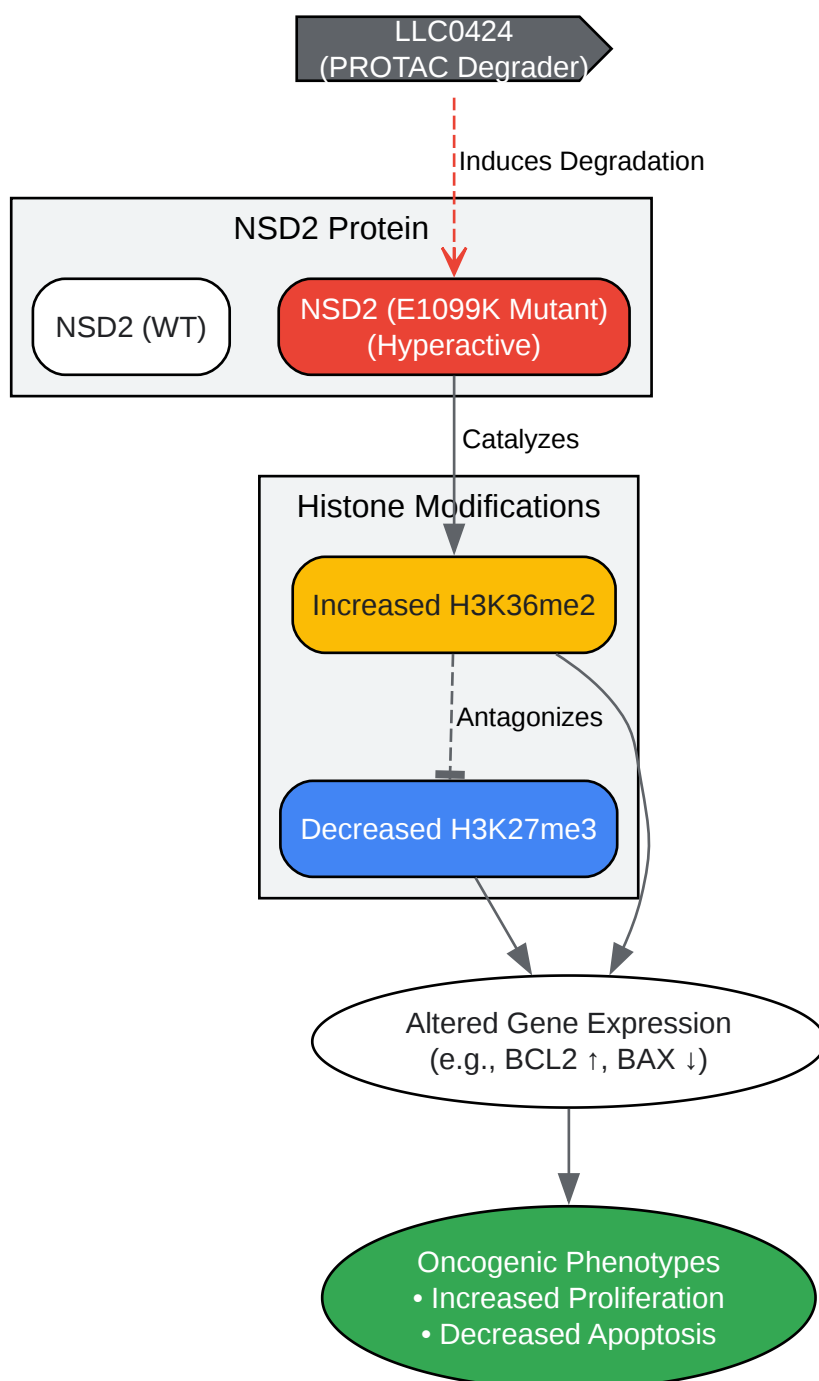 LLC0424
(PROTAC Degrader)
Induces Degradation
NSD2 Protein
NSD2 (WT)
NSD2 (E1099K Mutant)
(Hyperactive)
Catalyzes
Histone Modifications
Increased H3K36me2
Antagonizes
Decreased H3K27me3
Altered Gene Expression
(e.g., BCL2 ↑, BAX ↓)
Oncogenic Phenotypes
• Increased Proliferation
• Decreased Apoptosis